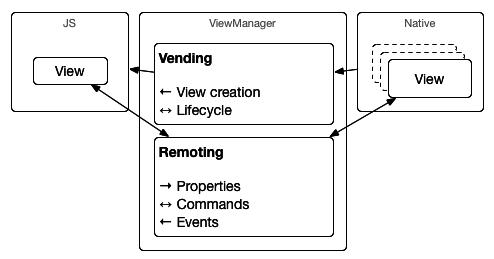 JS
ViewManager
Native
View
Vending
← View creation
↔ Lifecycle
View
Remoting
→ Properties
↔ Commands
← Events